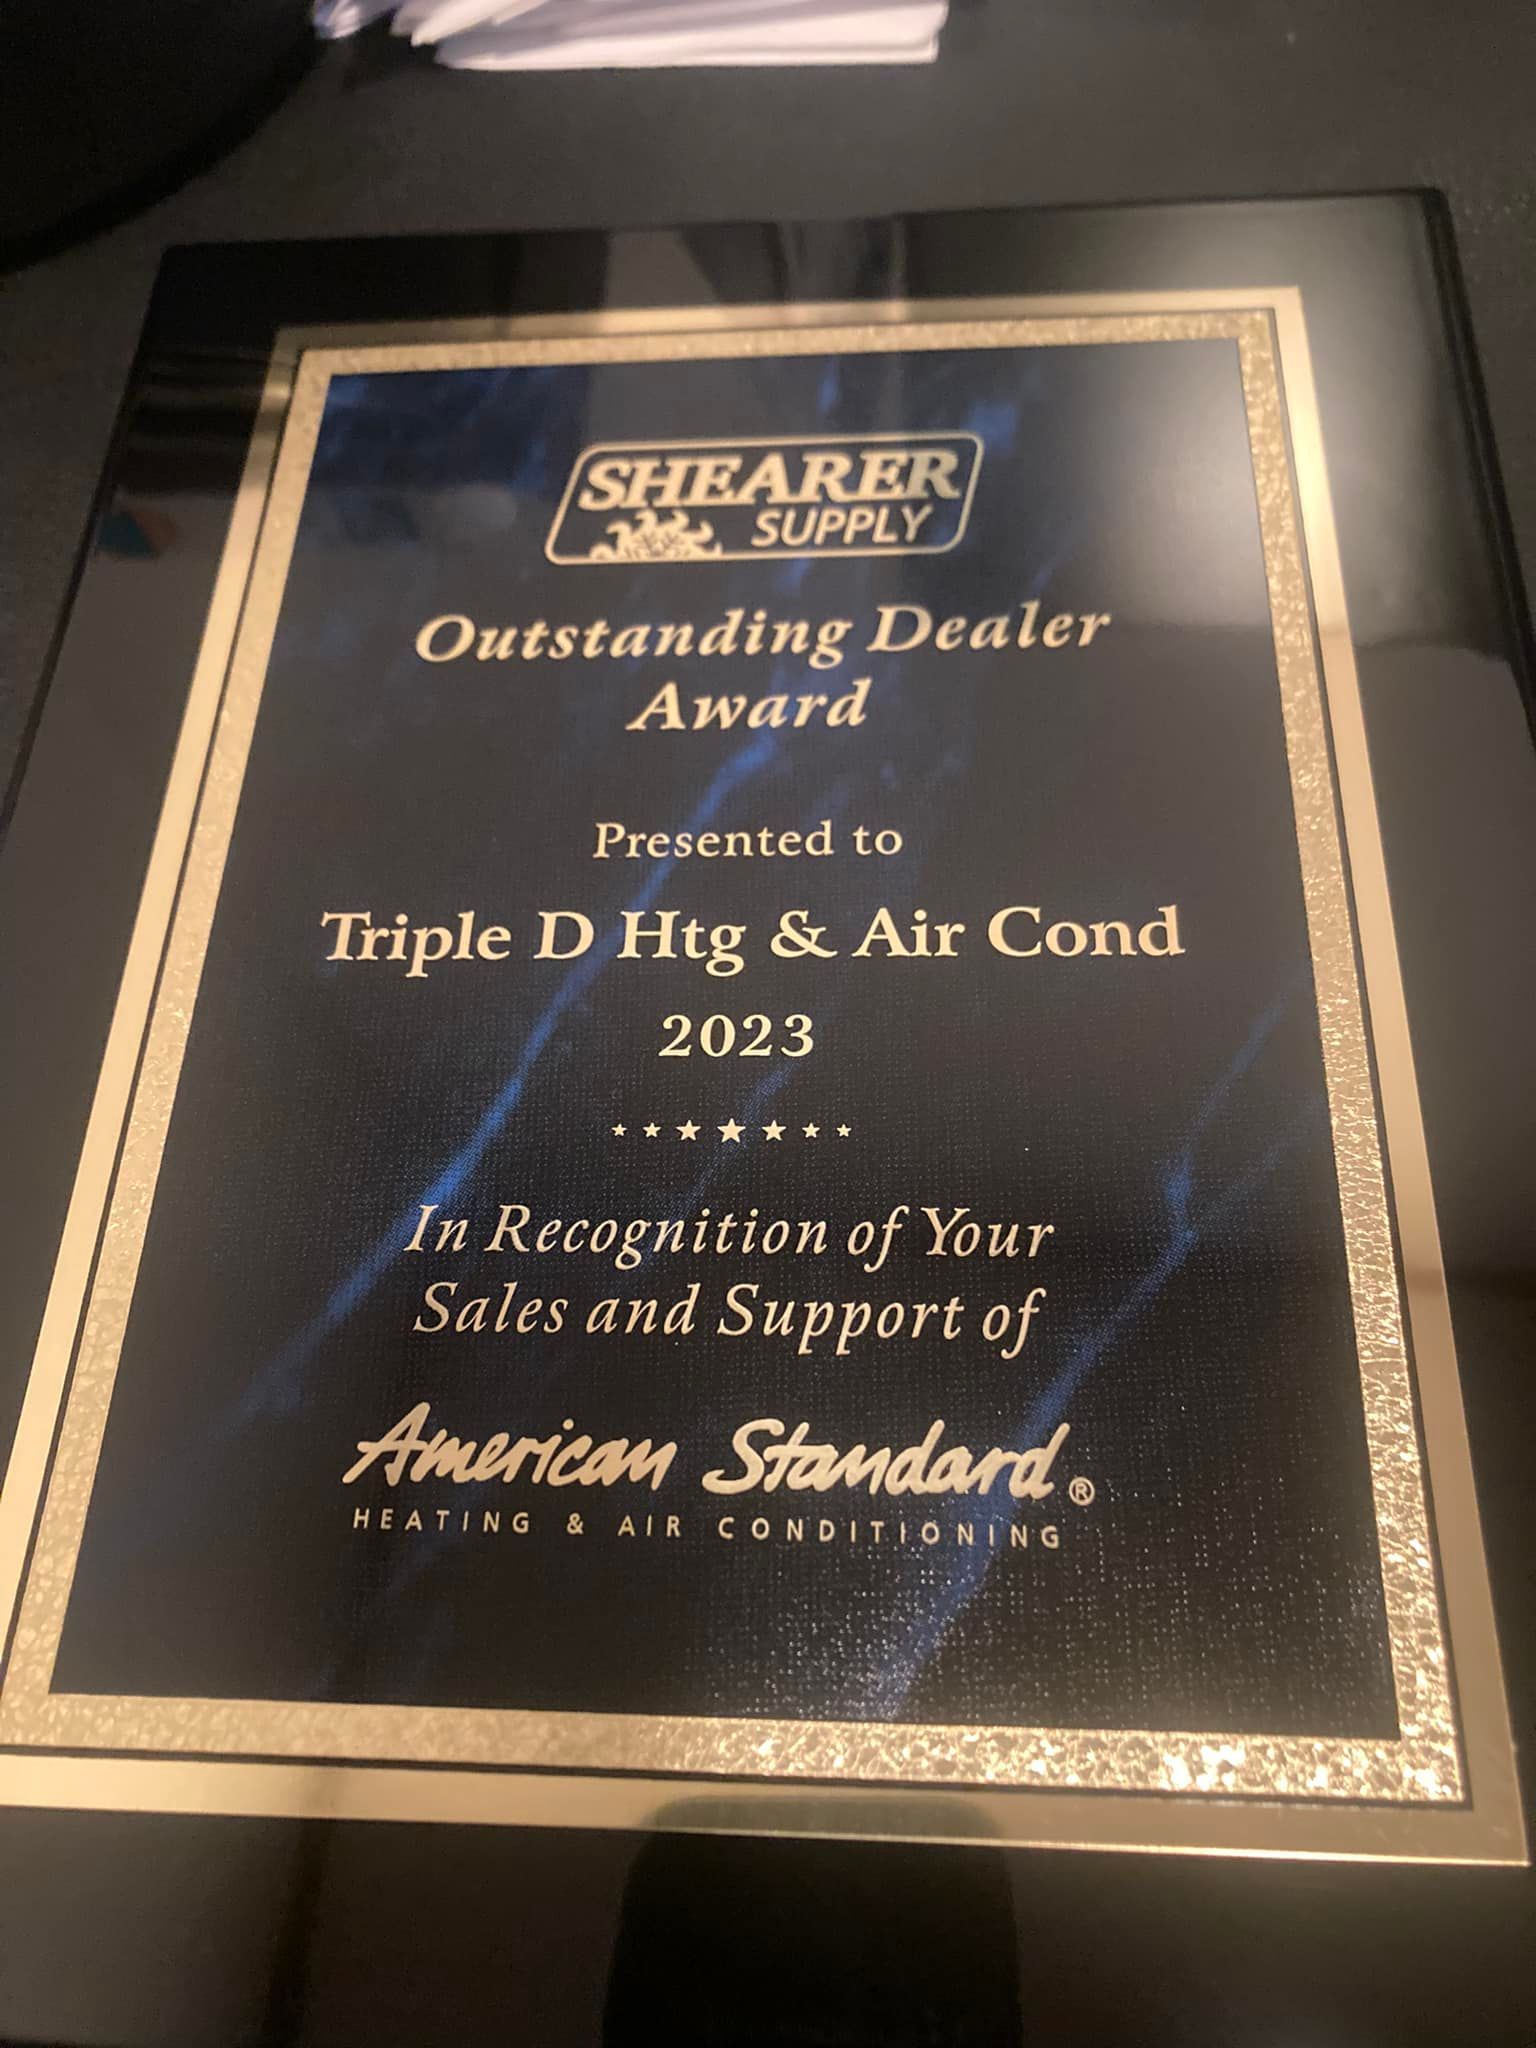 SHEARER
SUPPLY
Outstanding Dealer
Award
Presented to
Triple D Htg & Air Cond
2023
In Recognition of Your
Sales and Support of
American Standard®
HEATING & AIR CONDITIONING